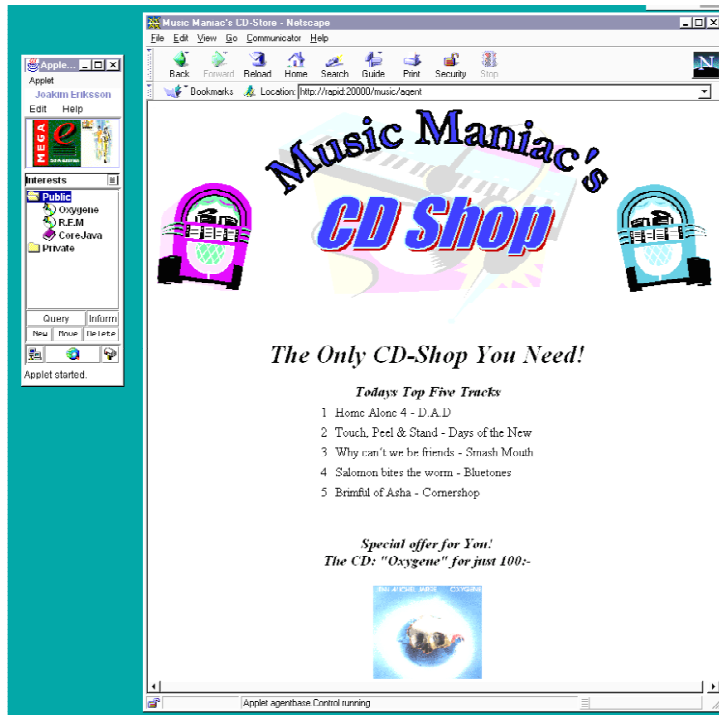 Music Maniac's CD-Store - Netscape
File Edit View Go Communicator Help
Back Forward Reload Home Search Guide Print Security Stop
Bookmarks Location: http://rapid:20000/music/agent
N
Apple...
Applet
Joakim Eriksson
Edit Help
MEGA
e
Interests
Public
Oxygene
R.E.M
CoreJava
Private
Query Inform
New Move Delete
Applet started.
Music Maniac's
CD Shop
The Only CD-Shop You Need!
Todays Top Five Tracks
1 Home Alone 4 - D.A.D
2 Touch, Peel & Stand - Days of the New
3 Why can't we be friends - Smash Mouth
4 Salomon bites the worm - Bluetones
5 Brimful of Asha - Cornershop
Special offer for You!
The CD: "Oxygene" for just 100:-
JARRE OXYGENE
Applet agentbase.Control running